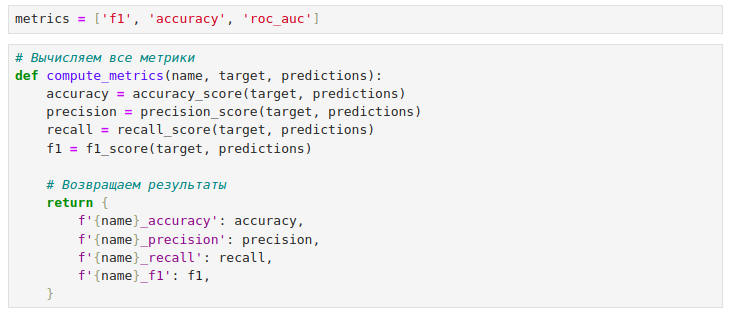 metrics = ['f1', 'accuracy', 'roc_auc']
# Вычисляем все метрики
def compute_metrics(name, target, predictions):
    accuracy = accuracy_score(target, predictions)
    precision = precision_score(target, predictions)
    recall = recall_score(target, predictions)
    f1 = f1_score(target, predictions)

    # Возвращаем результаты
    return {
        f'{name}_accuracy': accuracy,
        f'{name}_precision': precision,
        f'{name}_recall': recall,
        f'{name}_f1': f1,
    }